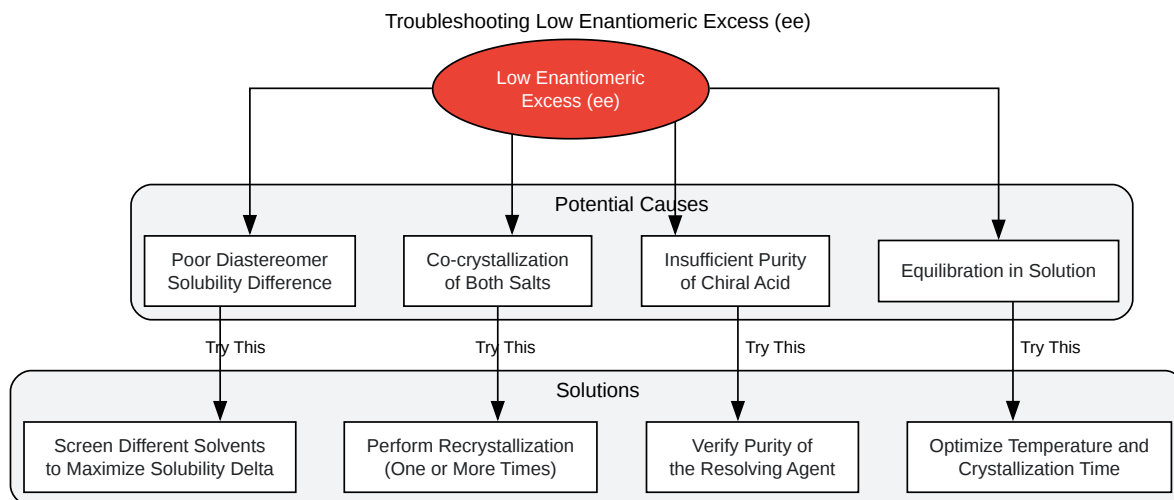 Troubleshooting Low Enantiomeric Excess (ee)
Low Enantiomeric
Excess (ee)
Potential Causes
Poor Diastereomer
Solubility Difference
Co-crystallization
of Both Salts
Insufficient Purity
of Chiral Acid
Equilibration in Solution
Try This
Try This
Try This
Try This
Solutions
Screen Different Solvents
to Maximize Solubility Delta
Perform Recrystallization
(One or More Times)
Verify Purity of
the Resolving Agent
Optimize Temperature and
Crystallization Time